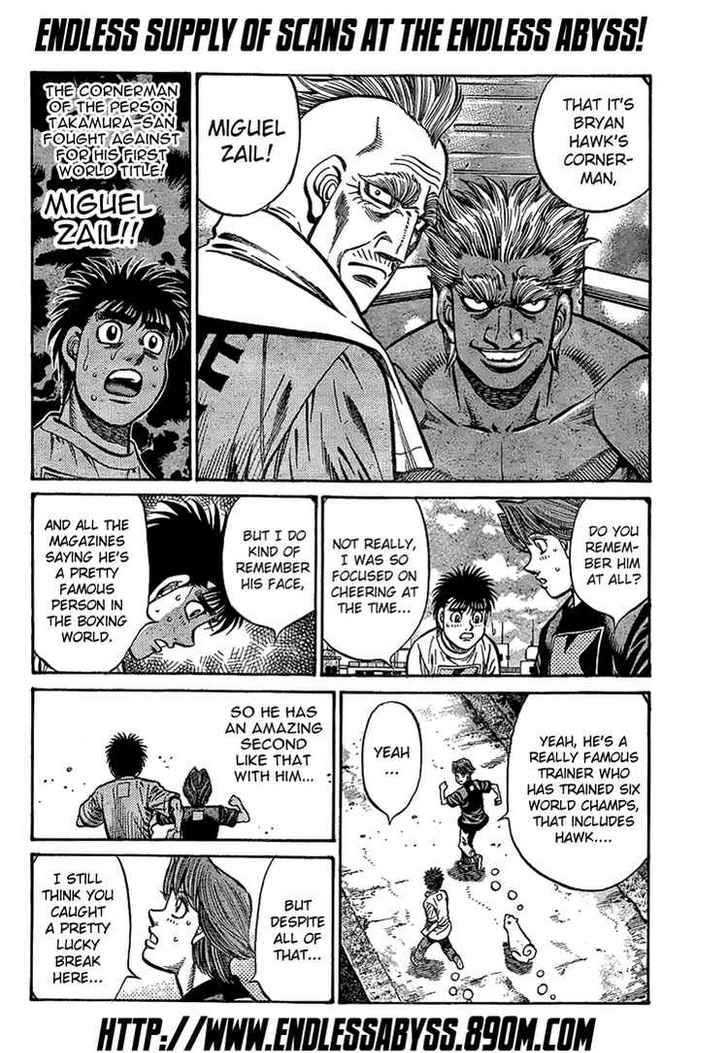 ENDLESS SUPPLY OF SCANS AT THE ENDLESS ABYSS!
THAT IT'S
BRYAN
HAWK'S
CORNER-
MAN,
MIGUEL
ZAIL!
THE CORNERMAN
OF THE PERSON
TAKAMURA-SAN
FOUGHT AGAINST
FOR HIS FIRST
WORLD TITLE!
MIGUEL
ZAIL!!
DO YOU
REMEM-
BER HIM
AT ALL?
NOT REALLY,
I WAS SO
FOCUSED ON
CHEERING AT
THE TIME...
BUT I DO
KIND OF
REMEMBER
HIS FACE,
AND ALL THE
MAGAZINES
SAYING HE'S
A PRETTY
FAMOUS
PERSON IN
THE BOXING
WORLD.
YEAH, HE'S A
REALLY FAMOUS
TRAINER WHO
HAS TRAINED SIX
WORLD CHAMPS,
THAT INCLUDES
HAWK....
YEAH
...
SO HE HAS
AN AMAZING
SECOND
LIKE THAT
WITH HIM...
BUT
DESPITE
ALL OF
THAT...
I STILL
THINK YOU
CAUGHT
A PRETTY
LUCKY
BREAK
HERE...
HTTP://WWW.ENDLESSABYSS.890M.COM